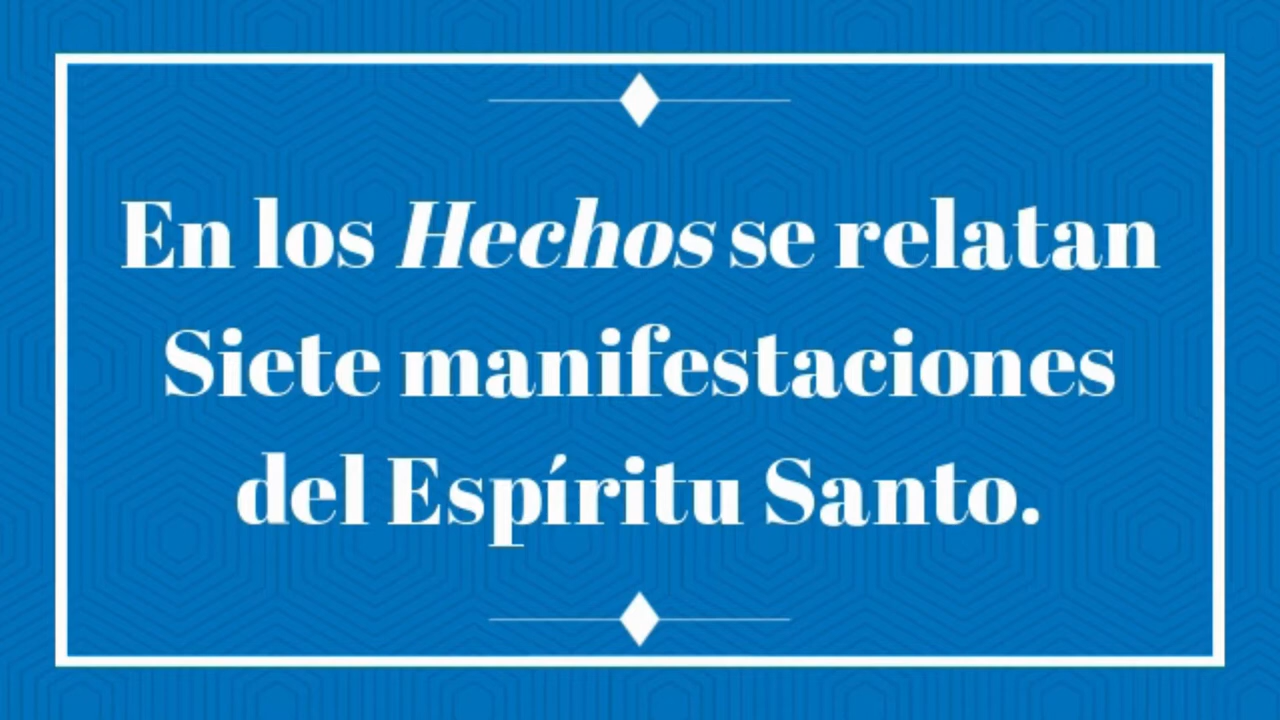 En los Hechos se relatan
Siete manifestaciones
del Espíritu Santo.